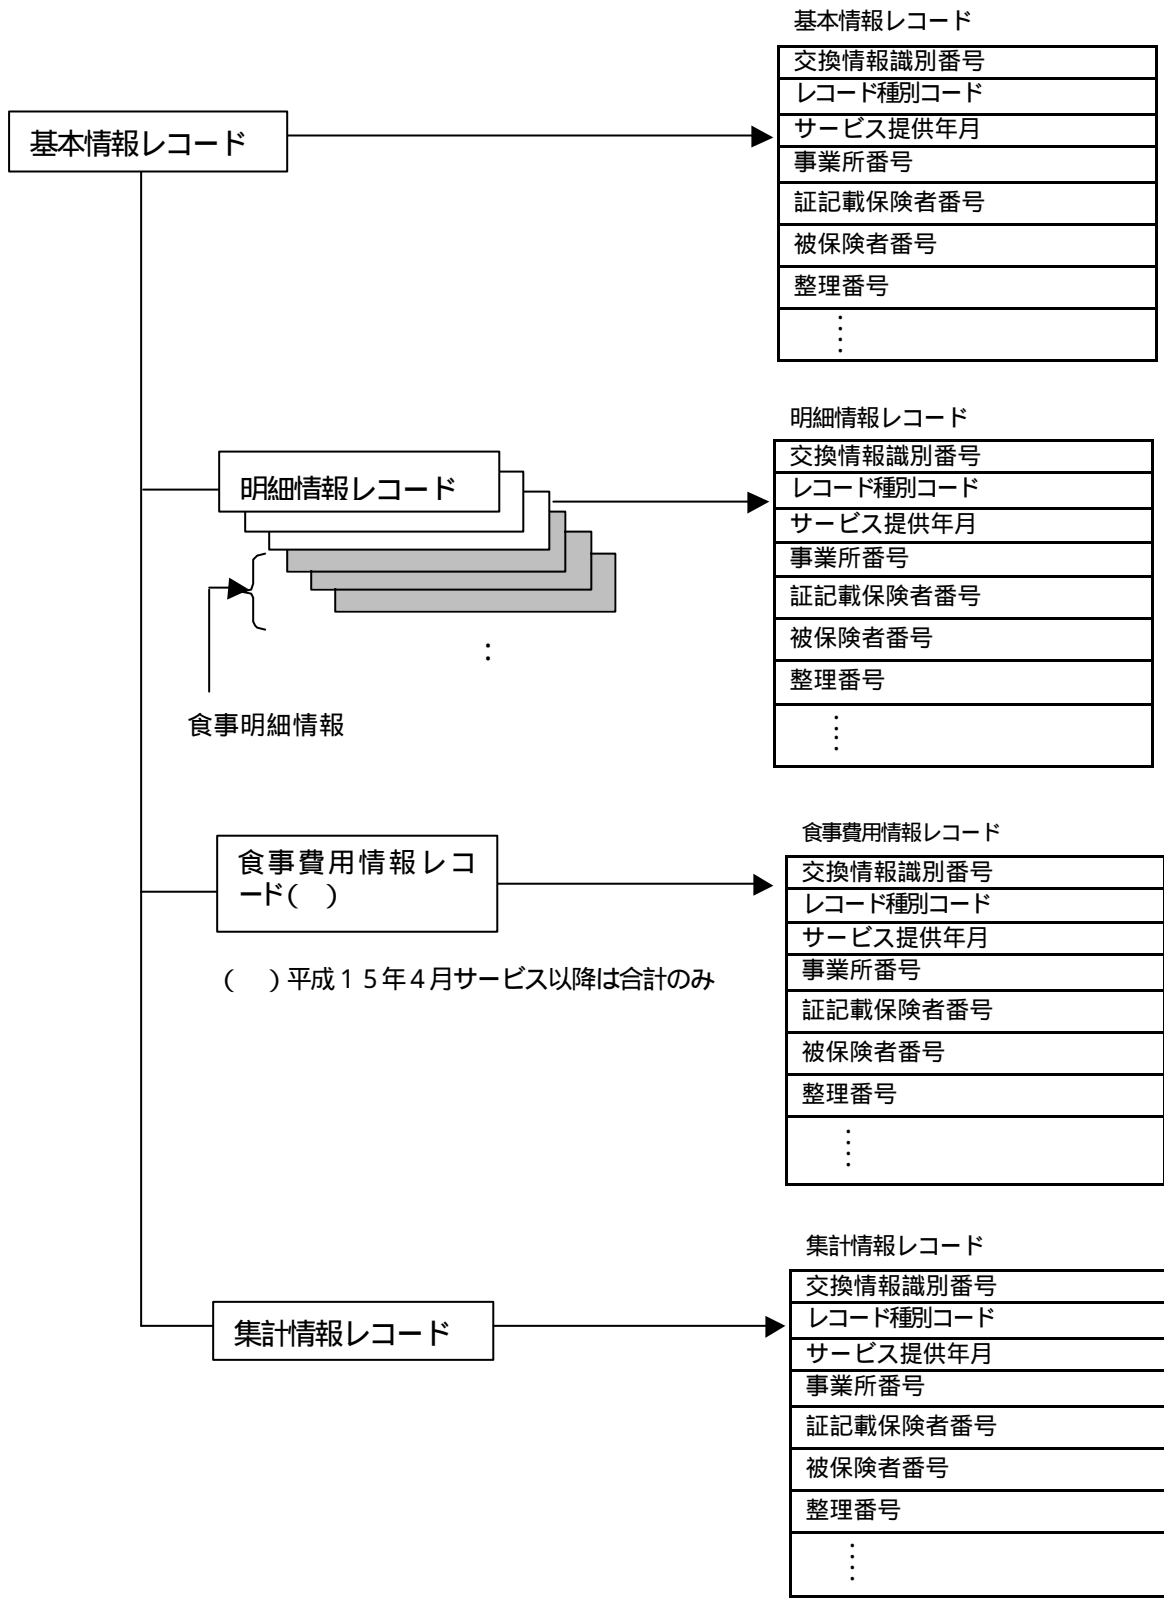 基本情報レコード
交換情報識別番号
レコード種別コード
サービス提供年月
事業所番号
証記載保険者番号
被保険者番号
整理番号
⋮
基本情報レコード
明細情報レコード
交換情報識別番号
レコード種別コード
サービス提供年月
事業所番号
証記載保険者番号
被保険者番号
整理番号
⋮
明細情報レコード
:
食事明細情報
食事費用情報レコード
交換情報識別番号
レコード種別コード
サービス提供年月
事業所番号
証記載保険者番号
被保険者番号
整理番号
⋮
食事費用情報レコ
ード(　)
(　)平成15年4月サービス以降は合計のみ
集計情報レコード
交換情報識別番号
レコード種別コード
サービス提供年月
事業所番号
証記載保険者番号
被保険者番号
整理番号
⋮
集計情報レコード